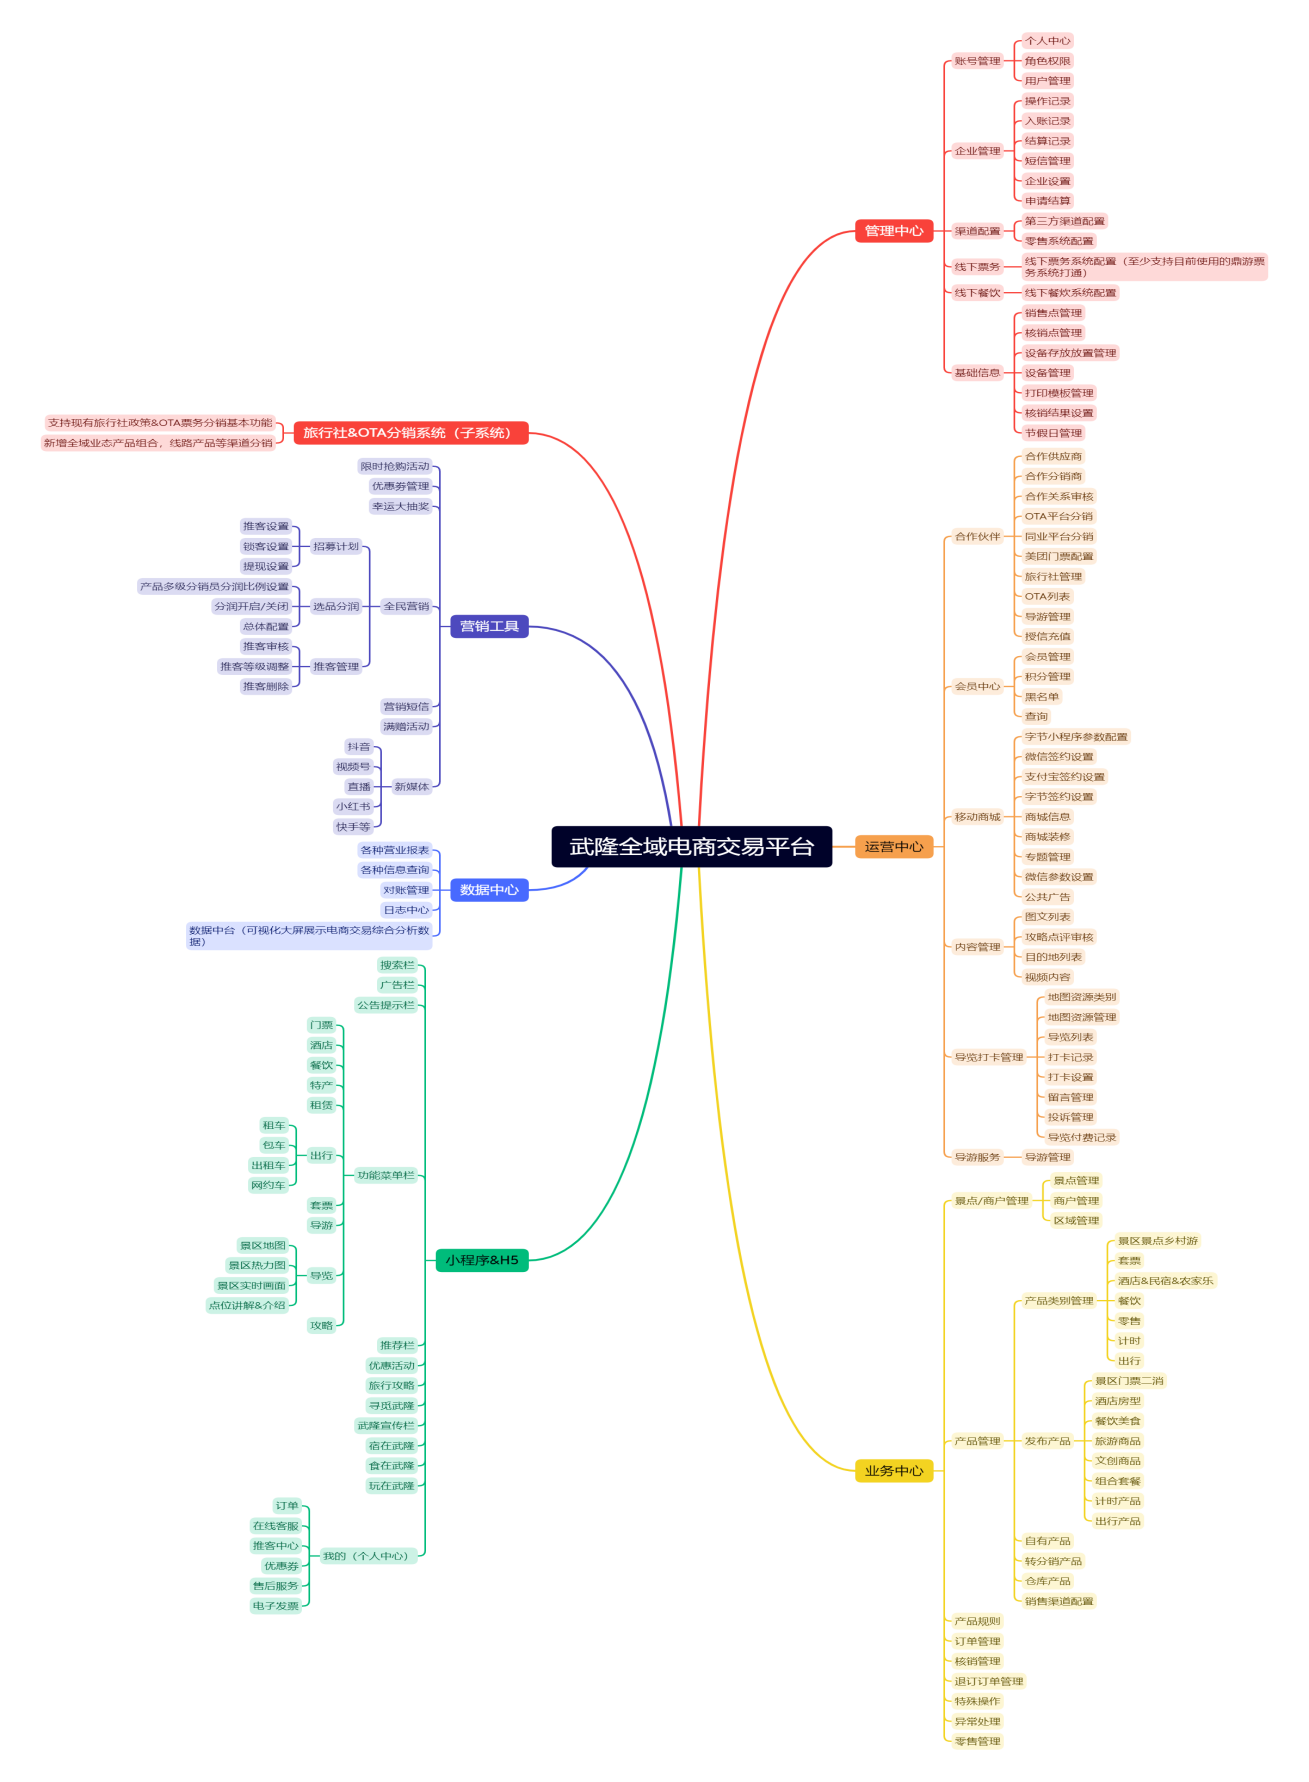 武隆全域电商交易平台
管理中心
账号管理
个人中心
角色权限
用户管理
企业管理
操作记录
入账记录
结算记录
短信管理
企业设置
申请结算
渠道配置
第三方渠道配置
零售系统配置
线下票务
线下票务系统配置（至少支持目前使用的鼎游票
务系统打通）
线下餐饮
线下餐炊系统配置
基础信息
销售点管理
核销点管理
设备存放放置管理
设备管理
打印模板管理
核销结果设置
节假日管理
运营中心
合作伙伴
合作供应商
合作分销商
合作关系审核
OTA平台分销
同业平台分销
美团门票配置
旅行社管理
OTA列表
导游管理
授信充值
会员中心
会员管理
积分管理
黑名单
查询
移动商城
字节小程序参数配置
微信签约设置
支付宝签约设置
字节签约设置
商城信息
商城装修
专题管理
微信参数设置
公共广告
内容管理
图文列表
攻略点评审核
目的地列表
视频内容
导览打卡管理
地图资源类别
地图资源管理
导览列表
打卡记录
打卡设置
留言管理
投诉管理
导览付费记录
导游服务
导游管理
业务中心
景点/商户管理
景点管理
商户管理
区域管理
产品管理
产品类别管理
景区景点乡村游
套票
酒店&民宿&农家乐
餐饮
零售
计时
出行
发布产品
景区门票二消
酒店房型
餐饮美食
旅游商品
文创商品
组合套餐
计时产品
出行产品
自有产品
转分销产品
仓库产品
销售渠道配置
产品规则
订单管理
核销管理
退订订单管理
特殊操作
异常处理
零售管理
旅行社&OTA分销系统（子系统）
支持现有旅行社政策&OTA票务分销基本功能
新增全域业态产品组合，线路产品等渠道分销
营销工具
限时抢购活动
优惠券管理
幸运大抽奖
全民营销
招募计划
推客设置
锁客设置
提现设置
选品分润
产品多级分销员分润比例设置
分润开启/关闭
总体配置
推客管理
推客审核
推客等级调整
推客删除
营销短信
满赠活动
新媒体
抖音
视频号
直播
小红书
快手等
数据中心
各种营业报表
各种信息查询
对账管理
日志中心
数据中台（可视化大屏展示电商交易综合分析数
据）
小程序&H5
搜索栏
广告栏
公告提示栏
功能菜单栏
门票
酒店
餐饮
特产
租赁
出行
租车
包车
出租车
网约车
套票
导游
导览
景区地图
景区热力图
景区实时画面
点位讲解&介绍
攻略
推荐栏
优惠活动
旅行攻略
寻觅武隆
武隆宣传栏
宿在武隆
食在武隆
玩在武隆
我的（个人中心）
订单
在线客服
推客中心
优惠券
售后服务
电子发票